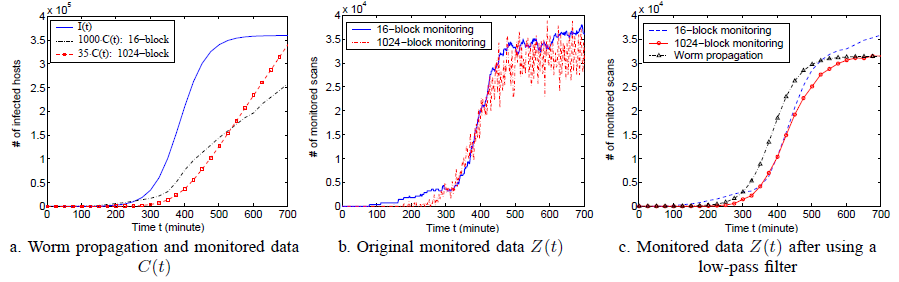 x 10^5
4
3.5
3
2.5
2
1.5
1
0.5
0
# of infected hosts
I(t)
1000·C(t): 16−block
35·C(t): 1024−block
0 100 200 300 400 500 600 700
Time t (minute)
a. Worm propagation and monitored data
C(t)
x 10^4
4
3.5
3
2.5
2
1.5
1
0.5
0
# of monitored scans
16−block monitoring
1024−block monitoring
0 100 200 300 400 500 600 700
Time t (minute)
b. Original monitored data Z(t)
x 10^4
4
3.5
3
2.5
2
1.5
1
0.5
0
# of monitored scans
16−block monitoring
1024−block monitoring
Worm propagation
0 100 200 300 400 500 600 700
Time t (minute)
c. Monitored data Z(t) after using a
low-pass filter